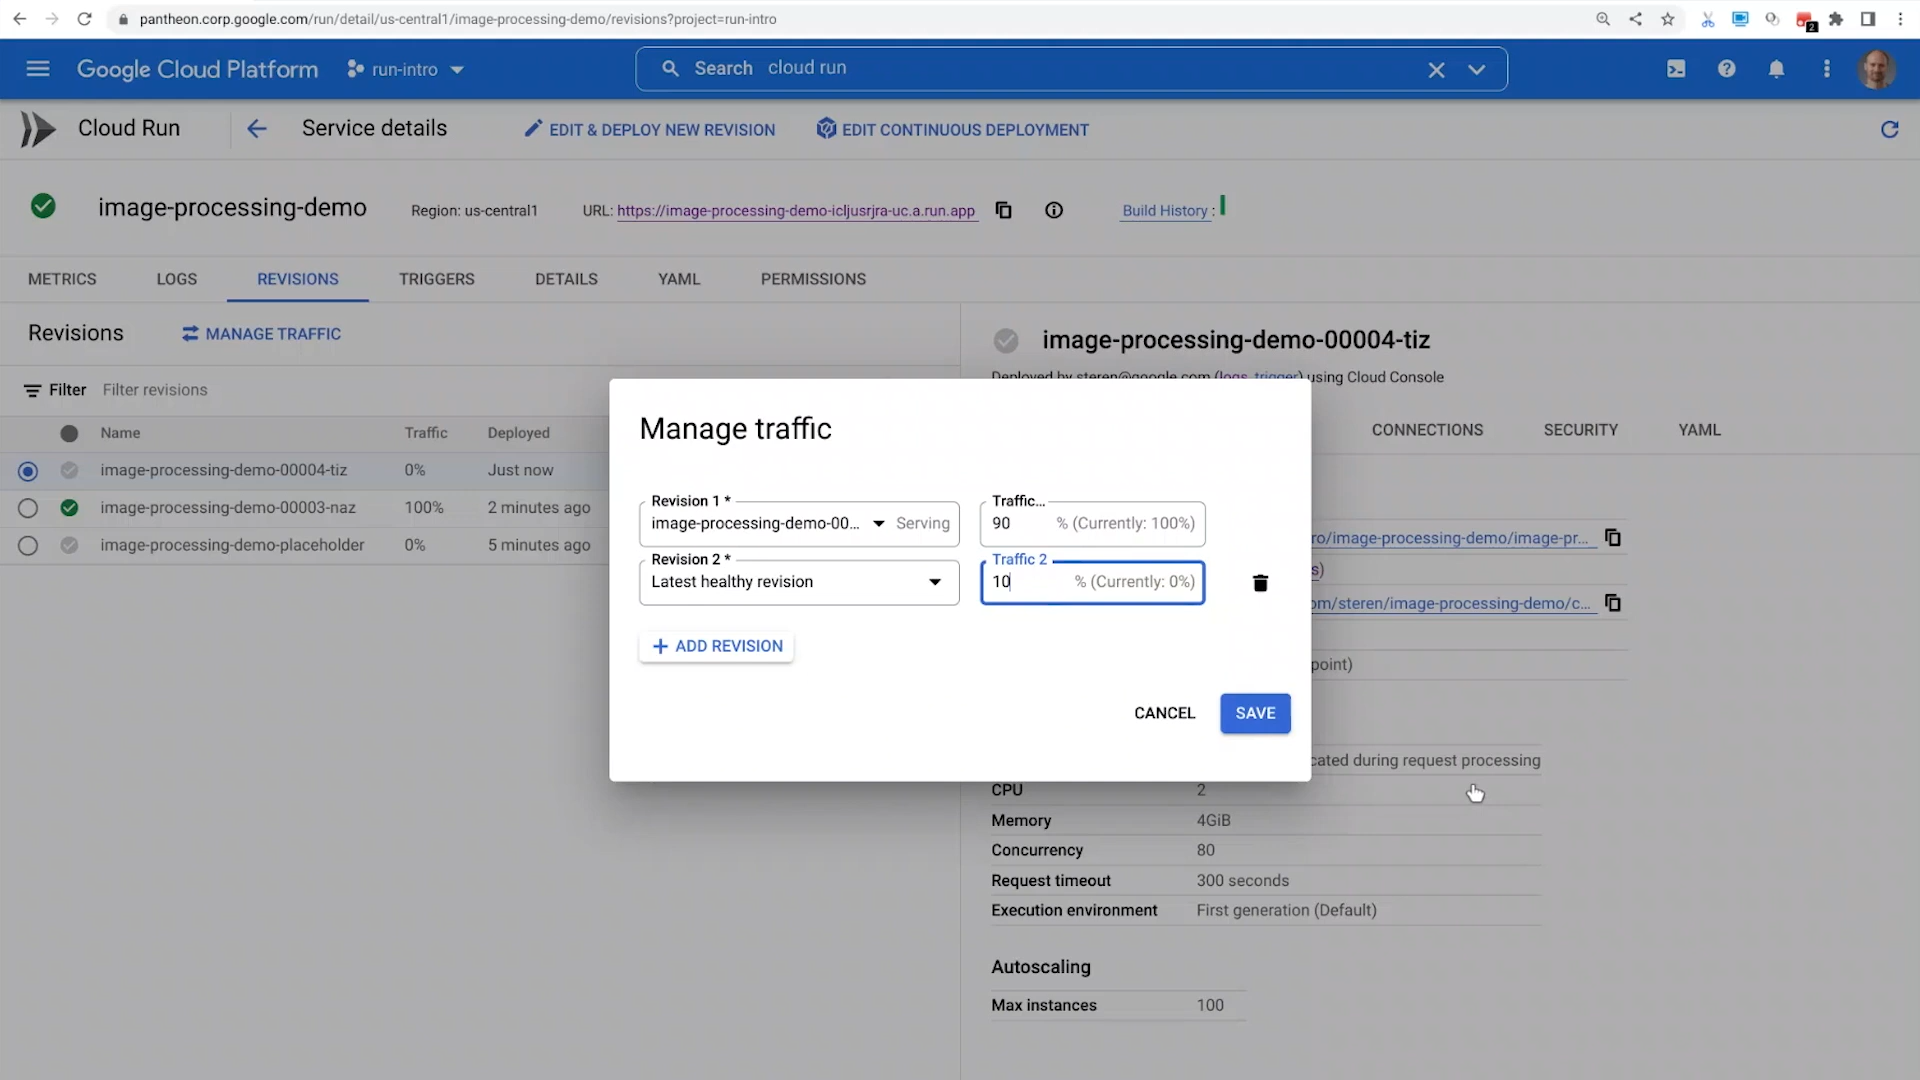 pantheon.corp.google.com/run/detail/us-central1/image-processing-demo/revisions?project=run-intro
2
Google Cloud Platform
run-intro
Search cloud run
Cloud Run
Service details
EDIT & DEPLOY NEW REVISION
EDIT CONTINUOUS DEPLOYMENT
image-processing-demo
Region: us-central1
URL: https://image-processing-demo-icljusrjra-uc.a.run.app
Build History :
METRICS
LOGS
REVISIONS
TRIGGERS
DETAILS
YAML
PERMISSIONS
Revisions
MANAGE TRAFFIC
Filter Filter revisions
Name Traffic Deployed
image-processing-demo-00004-tiz 0% Just now
image-processing-demo-00003-naz 100% 2 minutes ago
image-processing-demo-placeholder 0% 5 minutes ago
image-processing-demo-00004-tiz
Deployed by steren@google.com (logs, trigger) using Cloud Console
CONNECTIONS
SECURITY
YAML
Manage traffic
Revision 1 *
image-processing-demo-00... Serving
Traffic...
90 % (Currently: 100%)
Revision 2 *
Latest healthy revision
Traffic 2
10 % (Currently: 0%)
ADD REVISION
CANCEL
SAVE
ro/image-processing-demo/image-pr...
s)
om/steren/image-processing-demo/c...
point)
cated during request processing
CPU 2
Memory 4GiB
Concurrency 80
Request timeout 300 seconds
Execution environment First generation (Default)
Autoscaling
Max instances 100